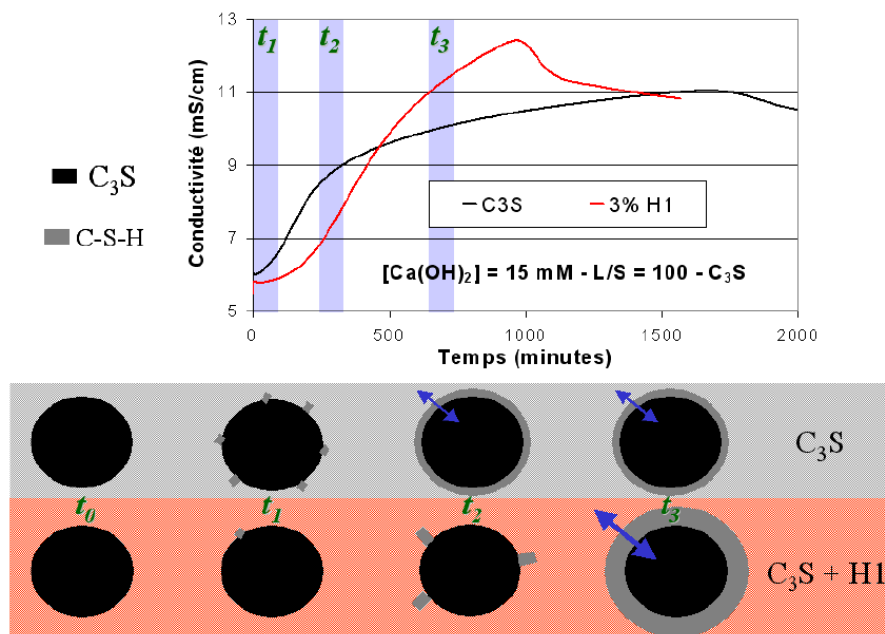 13
11
9
7
5
Conductivité (mS/cm)
t1
t2
t3
C3S
C-S-H
C3S
3% H1
[Ca(OH)2] = 15 mM - L/S = 100 - C3S
0
500
1000
1500
2000
Temps (minutes)
C3S
t0
t1
t2
t3
C3S + H1